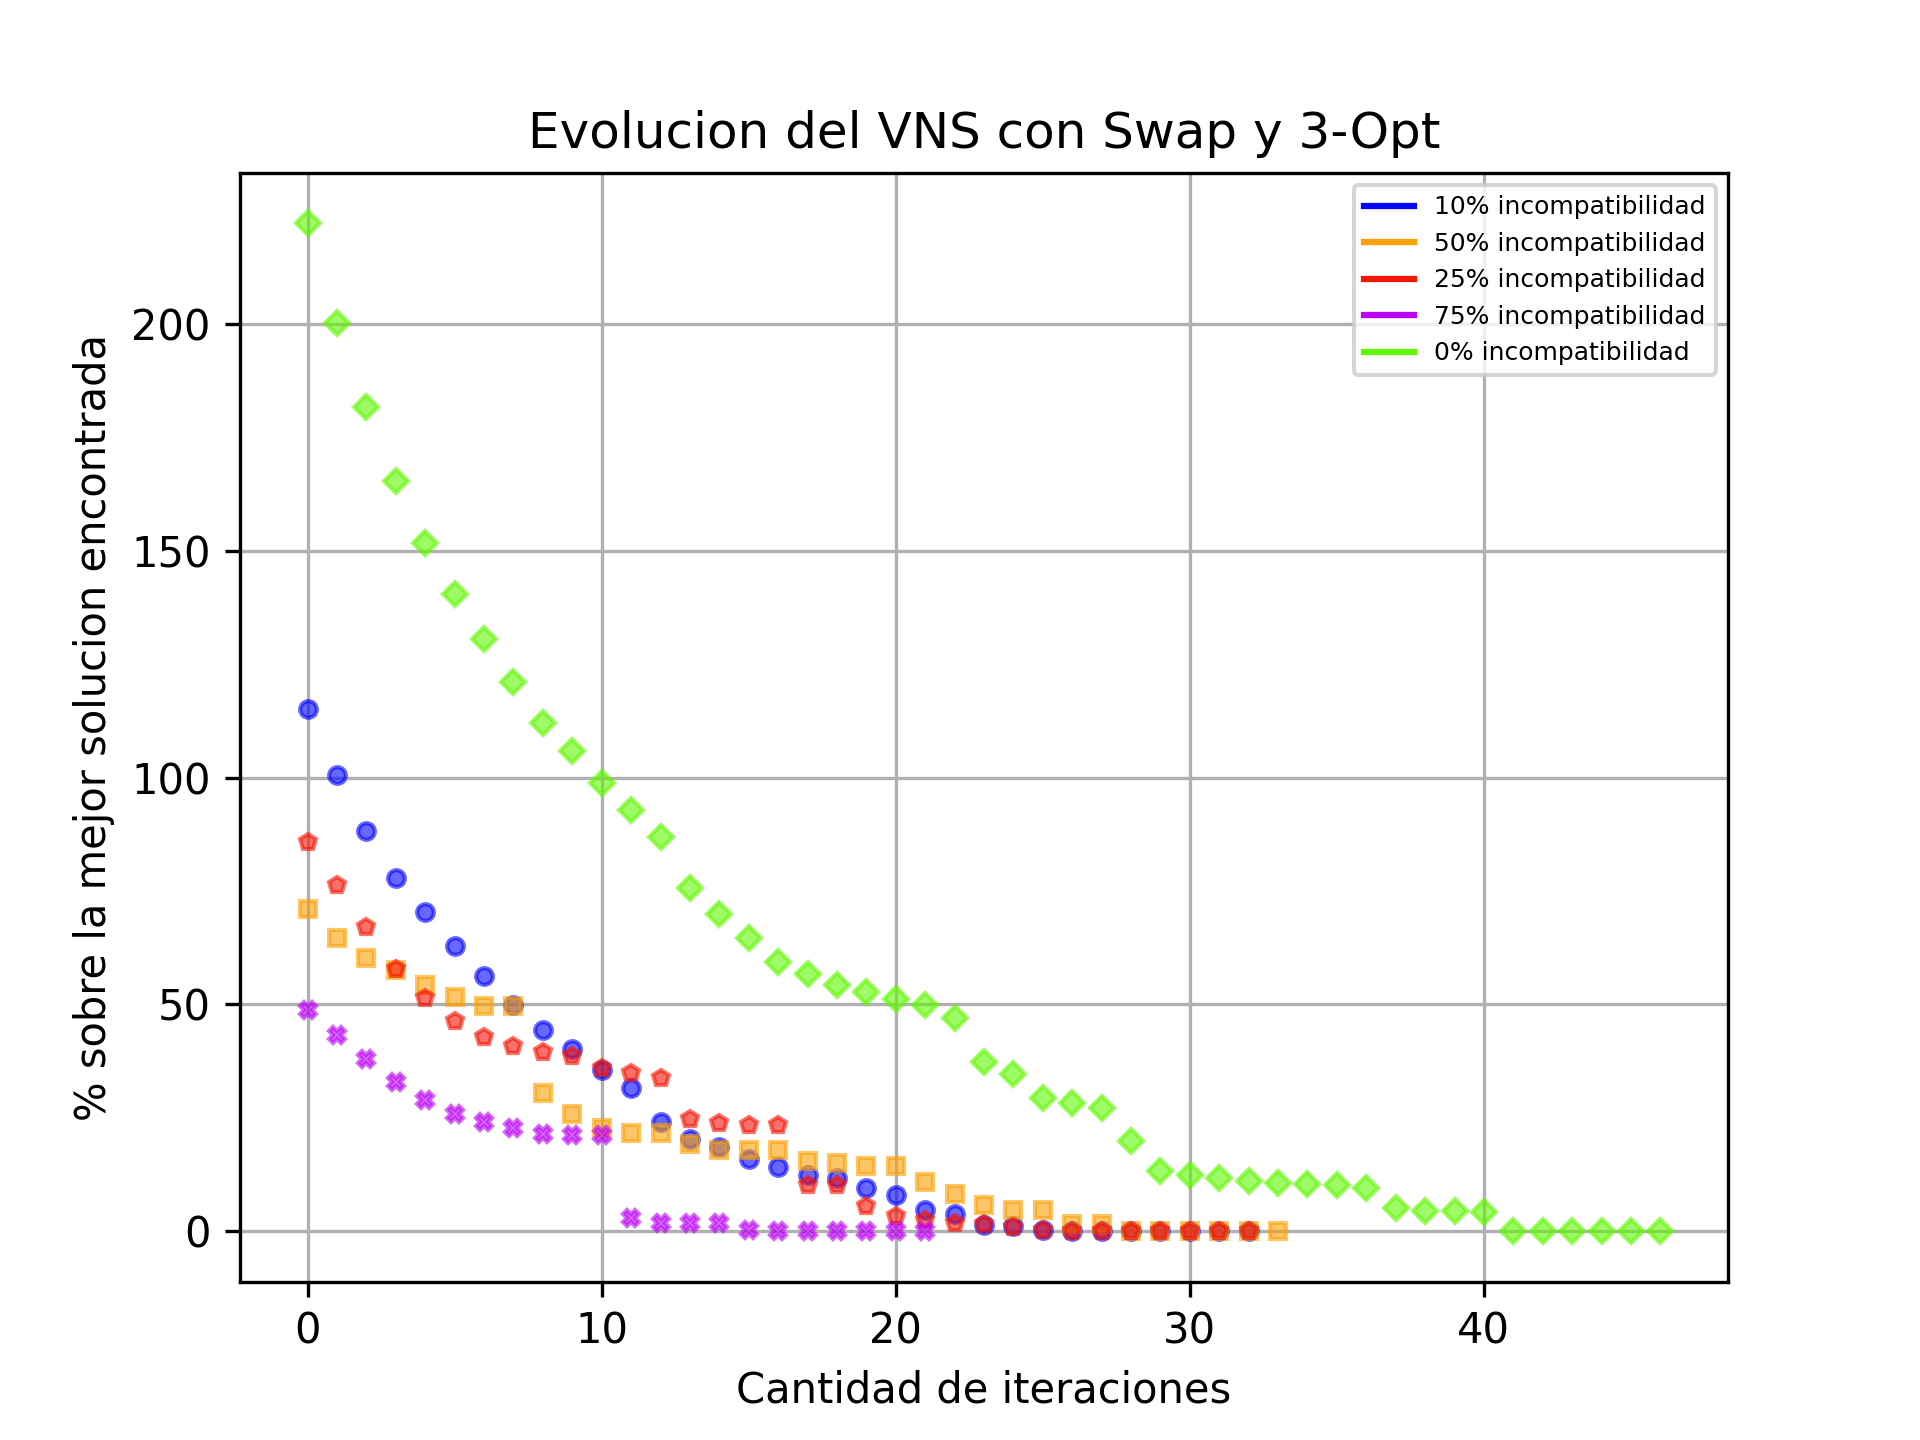 Evolucion del VNS con Swap y 3-Opt
10% incompatibilidad
50% incompatibilidad
25% incompatibilidad
75% incompatibilidad
0% incompatibilidad
% sobre la mejor solucion encontrada
200
150
100
50
0
0 10 20 30 40
Cantidad de iteraciones